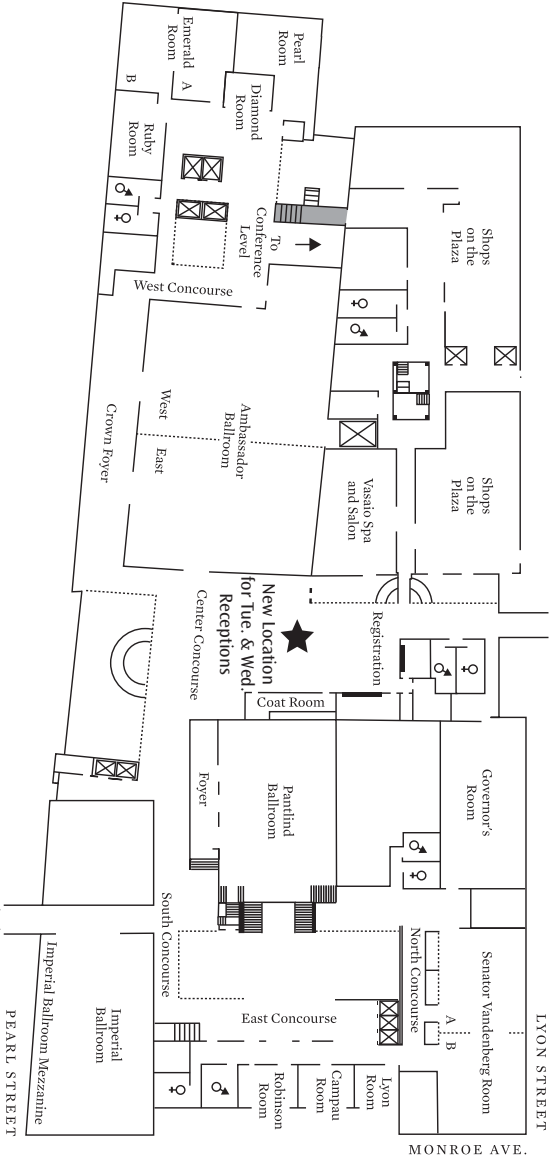 Emerald
Room
Pearl
Room
A
B
Diamond
Room
Ruby
Room
To
Conference
Level
Shops
on the
Plaza
West Concourse
West
Ambassador
Ballroom
East
Crown Foyer
Vasaio Spa
and Salon
Shops
on the
Plaza
New Location
for Tue. & Wed.
Receptions
Center Concourse
Registration
Coat Room
Foyer
Pantlind
Ballroom
Governor's
Room
South Concourse
North Concourse
Senator Vandenberg Room
A
B
East Concourse
Imperial Ballroom Mezzanine
Imperial
Ballroom
Robinson
Room
Campau
Room
Lyon
Room
PEARL STREET
LYON STREET
MONROE AVE.